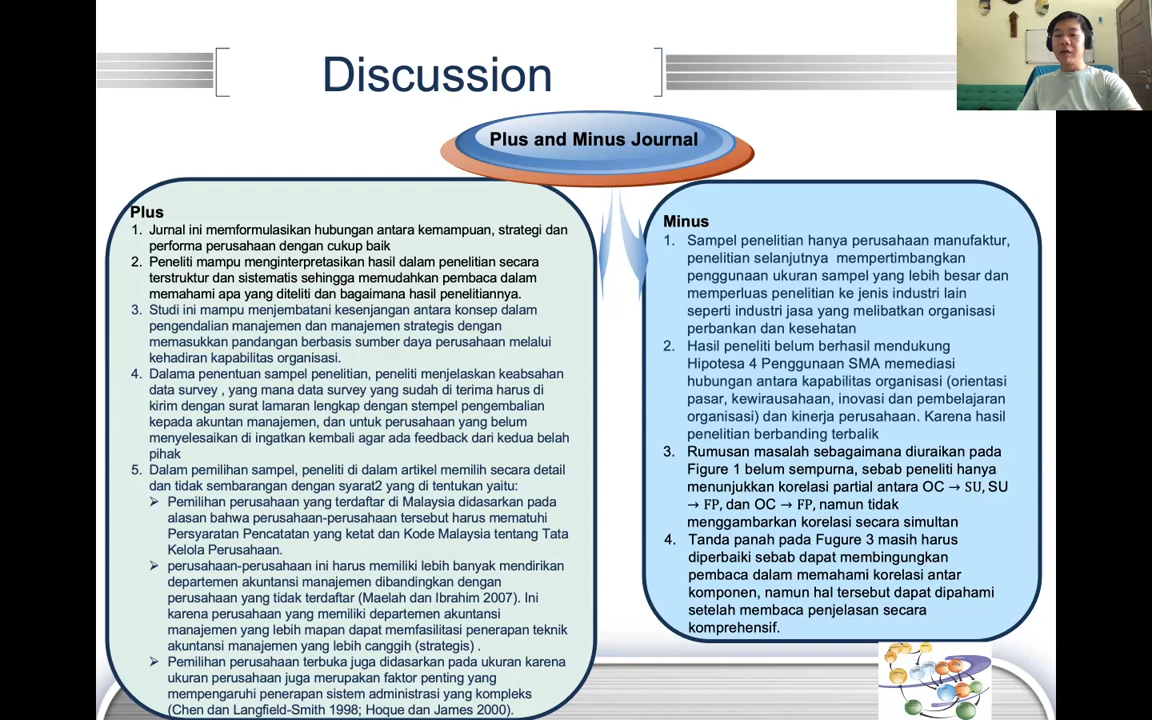 Discussion
Plus and Minus Journal
Plus
1. Jurnal ini memformulasikan hubungan antara kemampuan, strategi dan
performa perusahaan dengan cukup baik
2. Peneliti mampu menginterpretasikan hasil dalam penelitian secara
terstruktur dan sistematis sehingga memudahkan pembaca dalam
memahami apa yang diteliti dan bagaimana hasil penelitiannya.
3. Studi ini mampu menjembatani kesenjangan antara konsep dalam
pengendalian manajemen dan manajemen strategis dengan
memasukkan pandangan berbasis sumber daya perusahaan melalui
kehadiran kapabilitas organisasi.
4. Dalama penentuan sampel penelitian, peneliti menjelaskan keabsahan
data survey , yang mana data survey yang sudah di terima harus di
kirim dengan surat lamaran lengkap dengan stempel pengembalian
kepada akuntan manajemen, dan untuk perusahaan yang belum
menyelesaikan di ingatkan kembali agar ada feedback dari kedua belah
pihak
5. Dalam pemilihan sampel, peneliti di dalam artikel memilih secara detail
dan tidak sembarangan dengan syarat2 yang di tentukan yaitu:
➢ Pemilihan perusahaan yang terdaftar di Malaysia didasarkan pada
alasan bahwa perusahaan-perusahaan tersebut harus mematuhi
Persyaratan Pencatatan yang ketat dan Kode Malaysia tentang Tata
Kelola Perusahaan.
➢ perusahaan-perusahaan ini harus memiliki lebih banyak mendirikan
departemen akuntansi manajemen dibandingkan dengan
perusahaan yang tidak terdaftar (Maelah dan Ibrahim 2007). Ini
karena perusahaan yang memiliki departemen akuntansi
manajemen yang lebih mapan dapat memfasilitasi penerapan teknik
akuntansi manajemen yang lebih canggih (strategis) .
➢ Pemilihan perusahaan terbuka juga didasarkan pada ukuran karena
ukuran perusahaan juga merupakan faktor penting yang
mempengaruhi penerapan sistem administrasi yang kompleks
(Chen dan Langfield-Smith 1998; Hoque dan James 2000).
Minus
1. Sampel penelitian hanya perusahaan manufaktur,
penelitian selanjutnya mempertimbangkan
penggunaan ukuran sampel yang lebih besar dan
memperluas penelitian ke jenis industri lain
seperti industri jasa yang melibatkan organisasi
perbankan dan kesehatan
2. Hasil peneliti belum berhasil mendukung
Hipotesa 4 Penggunaan SMA memediasi
hubungan antara kapabilitas organisasi (orientasi
pasar, kewirausahaan, inovasi dan pembelajaran
organisasi) dan kinerja perusahaan. Karena hasil
penelitian berbanding terbalik
3. Rumusan masalah sebagaimana diuraikan pada
Figure 1 belum sempurna, sebab peneliti hanya
menunjukkan korelasi partial antara OC → SU, SU
→ FP, dan OC → FP, namun tidak
menggambarkan korelasi secara simultan
4. Tanda panah pada Fugure 3 masih harus
diperbaiki sebab dapat membingungkan
pembaca dalam memahami korelasi antar
komponen, namun hal tersebut dapat dipahami
setelah membaca penjelasan secara
komprehensif.